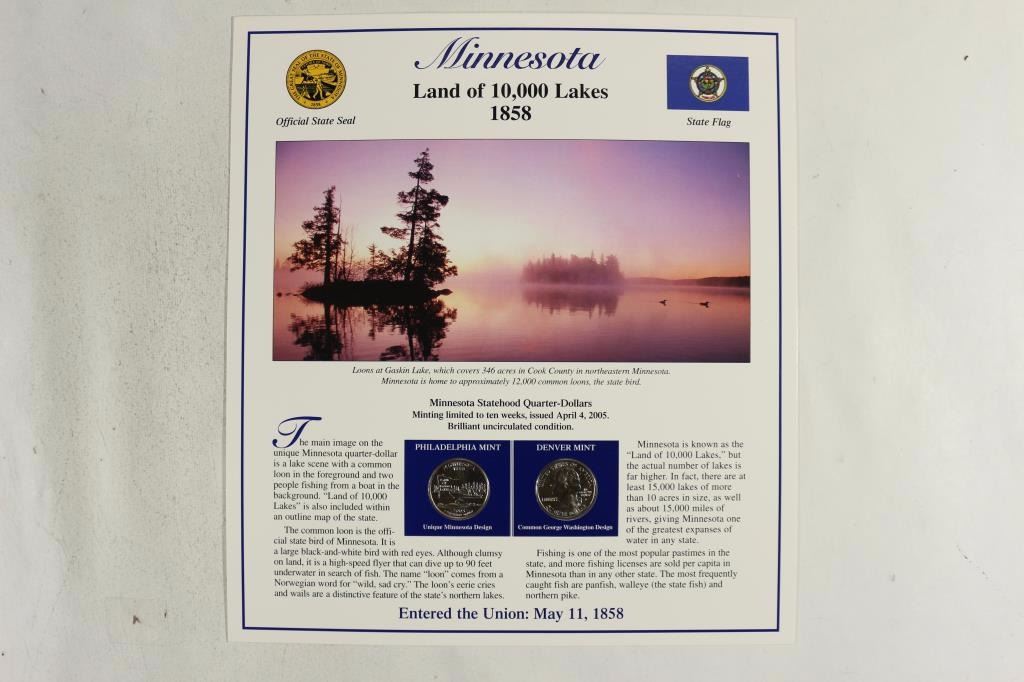 Minnesota
Land of 10,000 Lakes
1858
Official State Seal
State Flag
Loons at Gaskin Lake, which covers 346 acres in Cook County in northeastern Minnesota.
Minnesota is home to approximately 12,000 common loons, the state bird.
Minnesota Statehood Quarter-Dollars
Minting limited to ten weeks, issued April 4, 2005.
Brilliant uncirculated condition.
The main image on the
unique Minnesota quarter-dollar
is a lake scene with a common
loon in the foreground and two
people fishing from a boat in the
background. “Land of 10,000
Lakes” is also included within
an outline map of the state.
The common loon is the offi-
cial state bird of Minnesota. It is
a large black-and-white bird with red eyes. Although clumsy
on land, it is a high-speed flyer that can dive up to 90 feet
underwater in search of fish. The name “loon” comes from a
Norwegian word for “wild, sad cry.” The loon’s eerie cries
and wails are a distinctive feature of the state’s northern lakes.
PHILADELPHIA MINT
Unique Minnesota Design
DENVER MINT
Common George Washington Design
Minnesota is known as the
“Land of 10,000 Lakes,” but
the actual number of lakes is
far higher. In fact, there are at
least 15,000 lakes of more
than 10 acres in size, as well
as about 15,000 miles of
rivers, giving Minnesota one
of the greatest expanses of
water in any state.
Fishing is one of the most popular pastimes in the
state, and more fishing licenses are sold per capita in
Minnesota than in any other state. The most frequently
caught fish are panfish, walleye (the state fish) and
northern pike.
Entered the Union: May 11, 1858